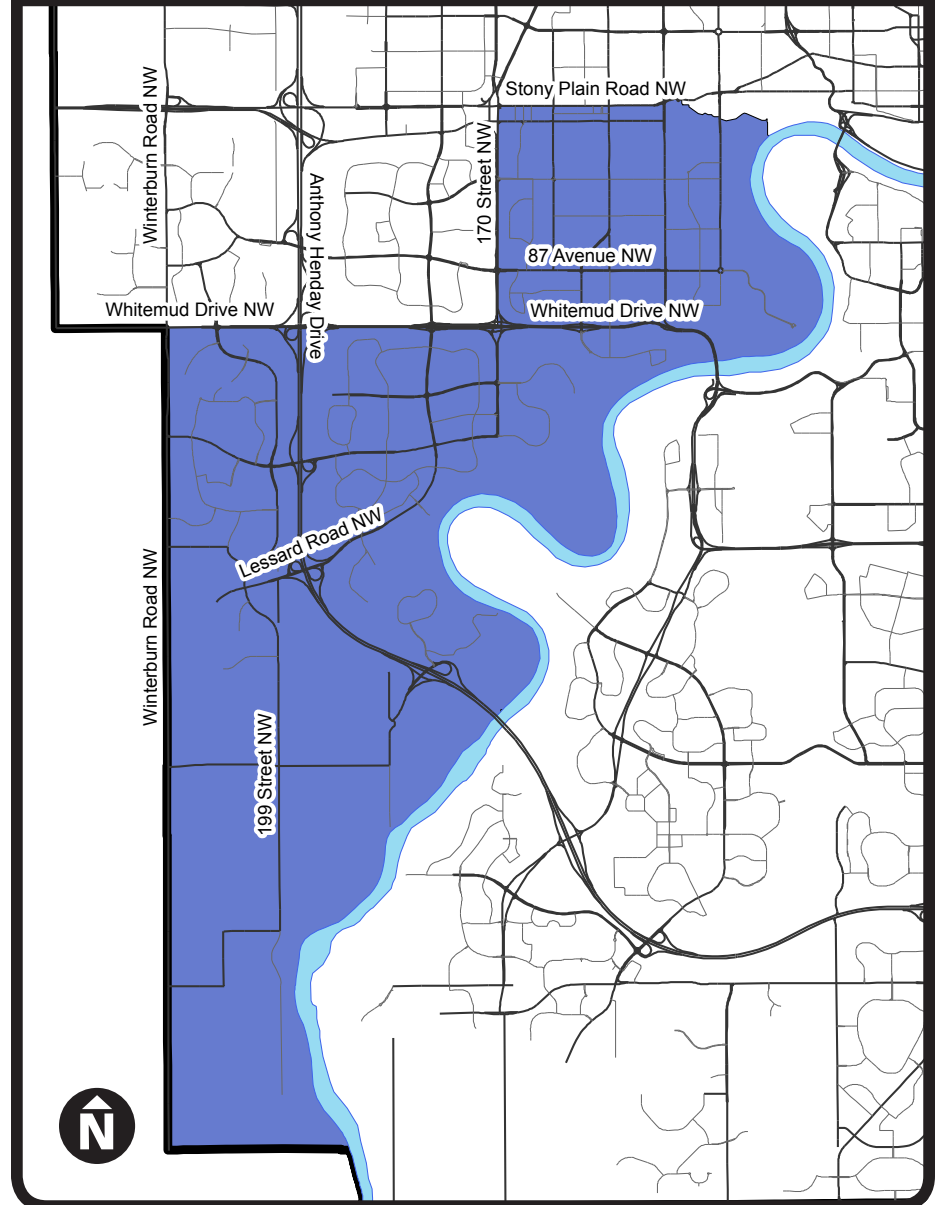 Stony Plain Road NW
Winterburn Road NW
170 Street NW
Anthony Henday Drive
87 Avenue NW
Whitemud Drive NW
Whitemud Drive NW
Lessard Road NW
Winterburn Road NW
199 Street NW
N